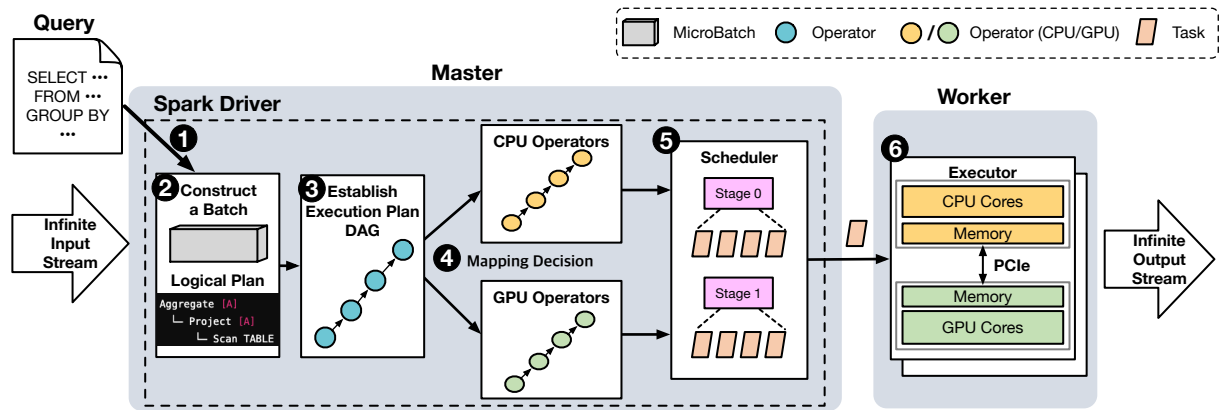 Query
SELECT •••
FROM •••
GROUP BY
•••
MicroBatch
Operator
/
Operator (CPU/GPU)
Task
Master
Spark Driver
Worker
1
2
Construct
a Batch
Logical Plan
Aggregate [A]
└─ Project [A]
└─ Scan TABLE
Infinite
Input
Stream
3
Establish
Execution Plan
DAG
4
Mapping Decision
CPU Operators
GPU Operators
5
Scheduler
Stage 0
Stage 1
6
Executor
CPU Cores
Memory
PCIe
Memory
GPU Cores
Infinite
Output
Stream